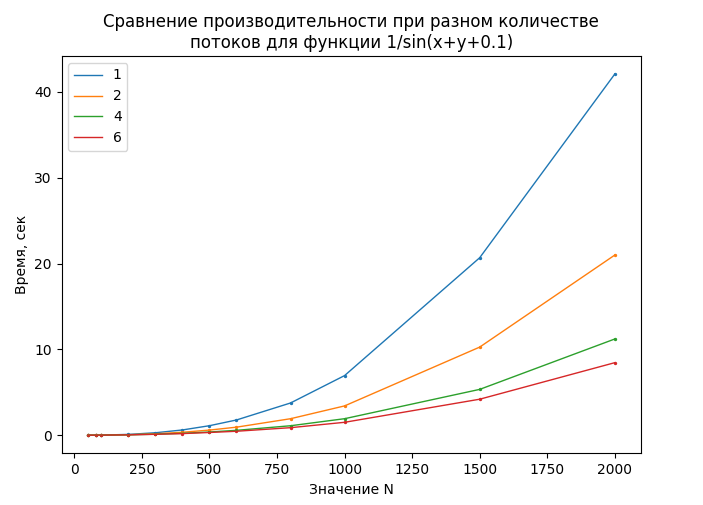 Сравнение производительности при разном количестве
потоков для функции 1/sin(x+y+0.1)
1
2
4
6
Время, сек
40
30
20
10
0
0 250 500 750 1000 1250 1500 1750 2000
Значение N